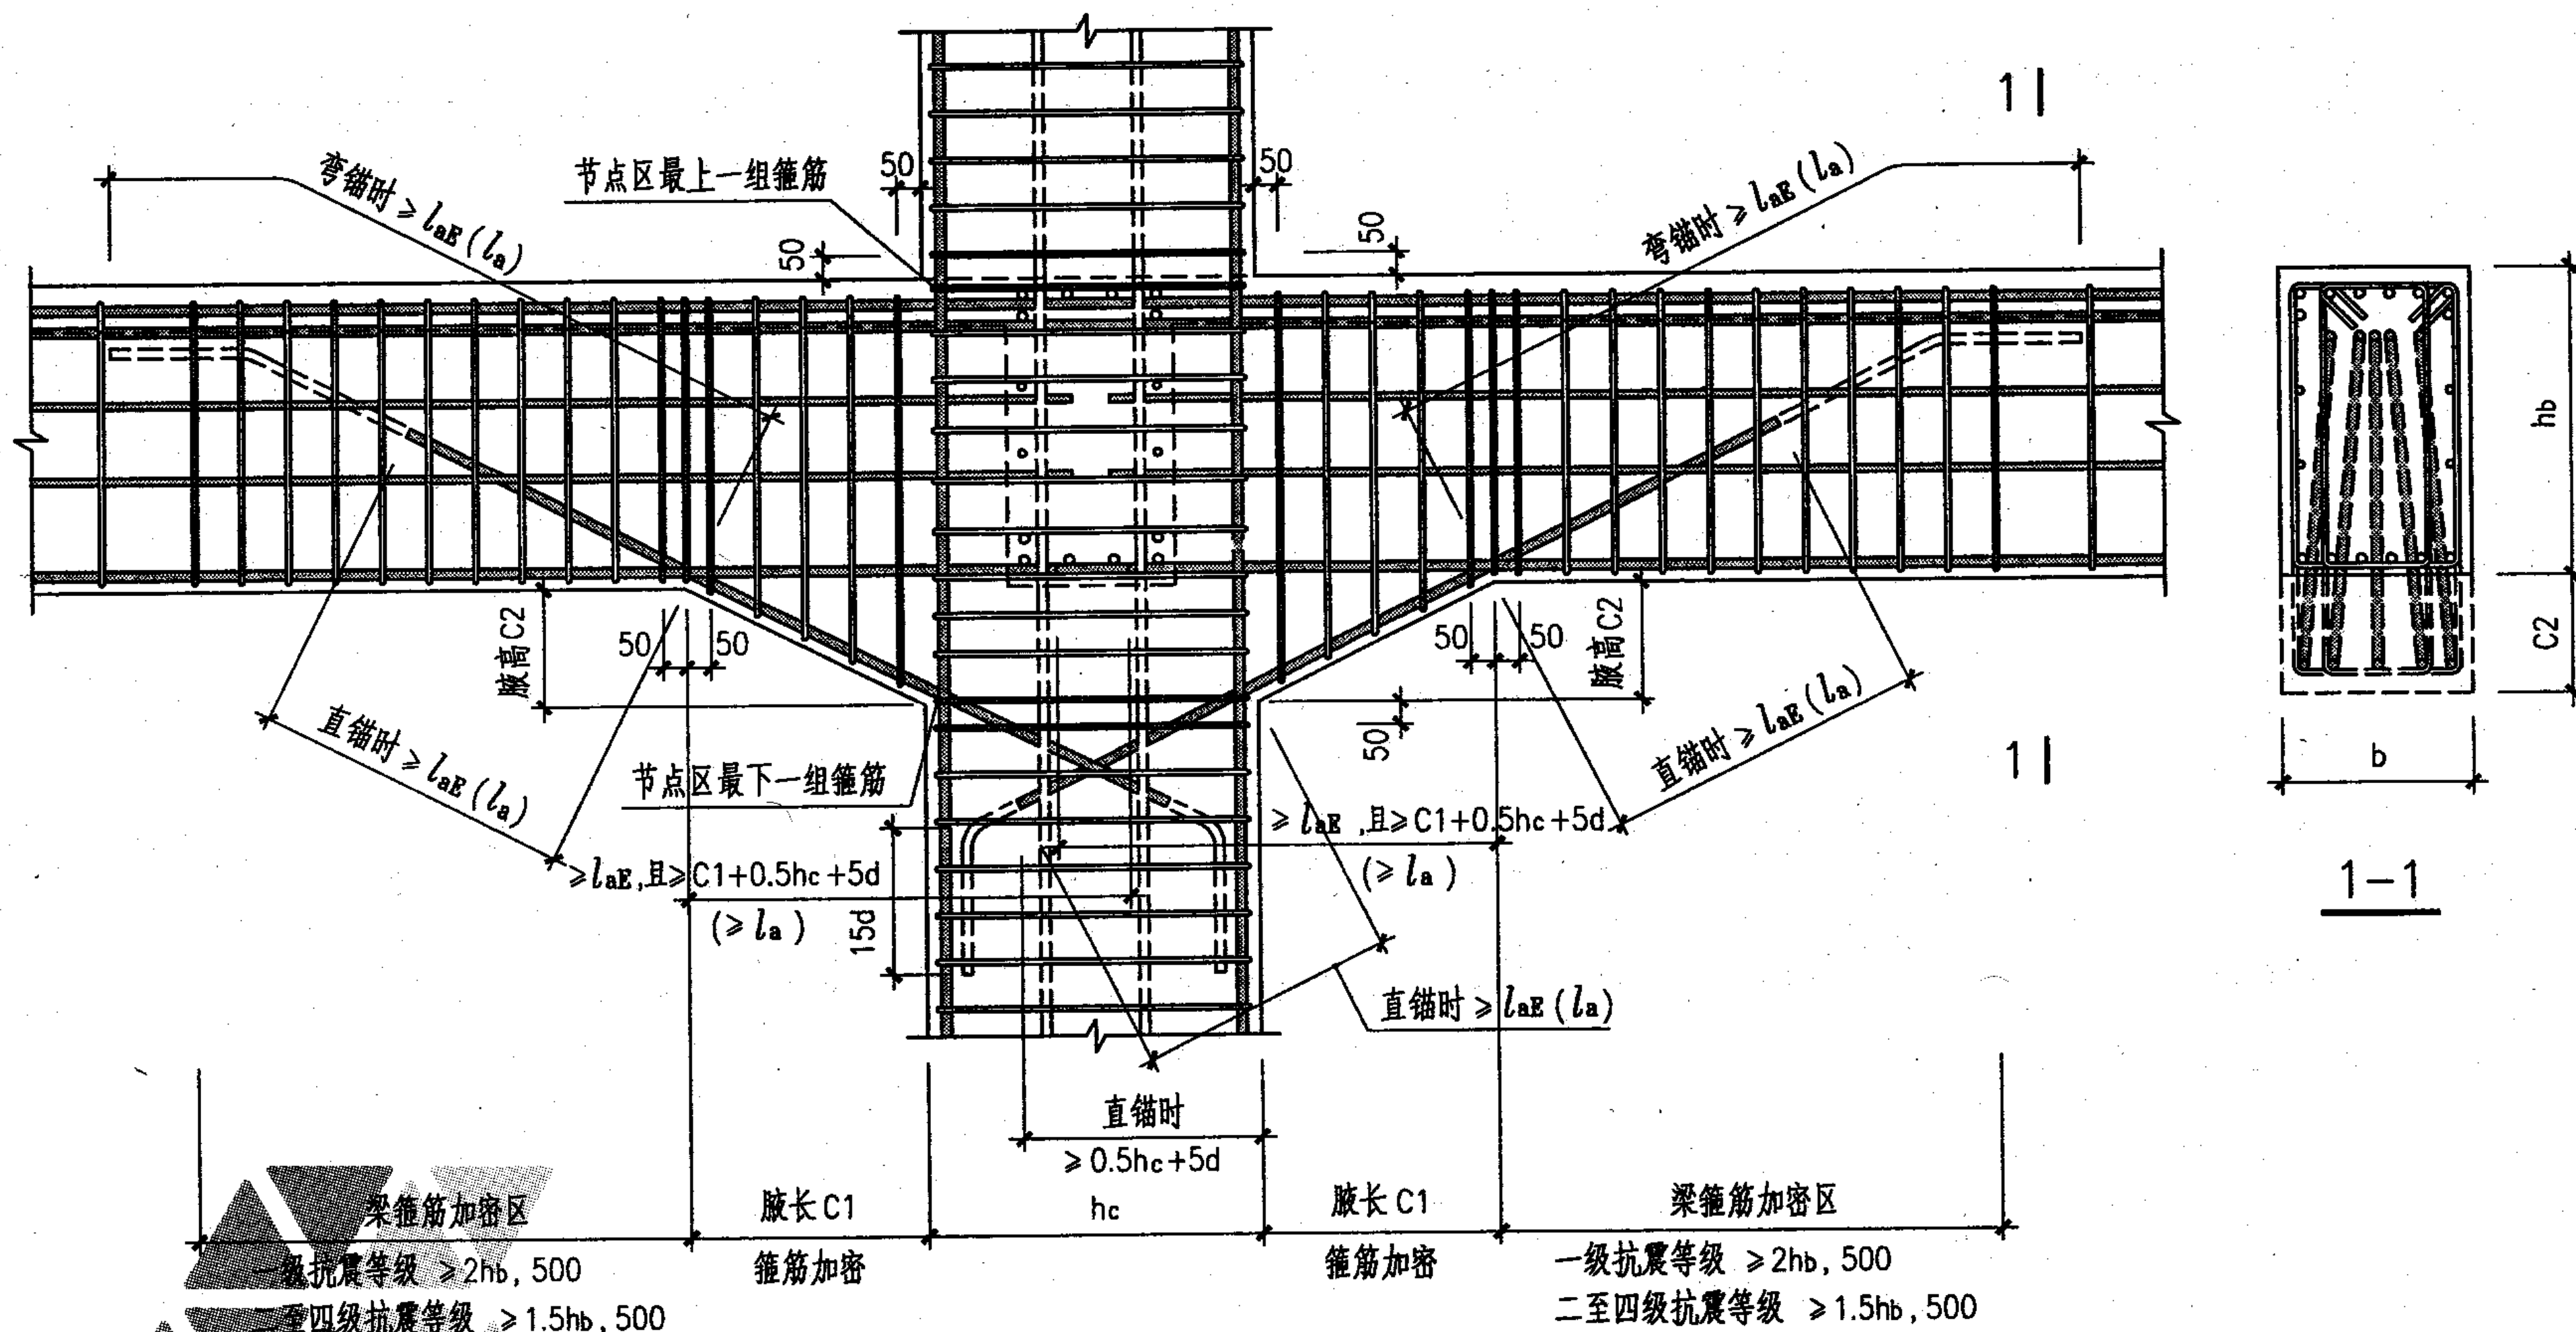 1
50
节点区最上一组箍筋
50
弯锚时≥laE(la)
弯锚时≥laE(la)
50
50
hb
腋高C2
50
50
50
50
腋高C2
C2
直锚时≥laE(la)
50
直锚时≥laE(la)
1
b
节点区最下一组箍筋
≥laE,且≥C1+0.5hc+5d
(≥la)
≥laE,且≥C1+0.5hc+5d
(≥la)
15d
1-1
直锚时≥laE(la)
直锚时
≥0.5hc+5d
梁箍筋加密区
腋长C1
hc
腋长C1
梁箍筋加密区
一级抗震等级 ≥2hb, 500
箍筋加密
箍筋加密
一级抗震等级 ≥2hb, 500
二至四级抗震等级 ≥1.5hb, 500
二至四级抗震等级 ≥1.5hb, 500